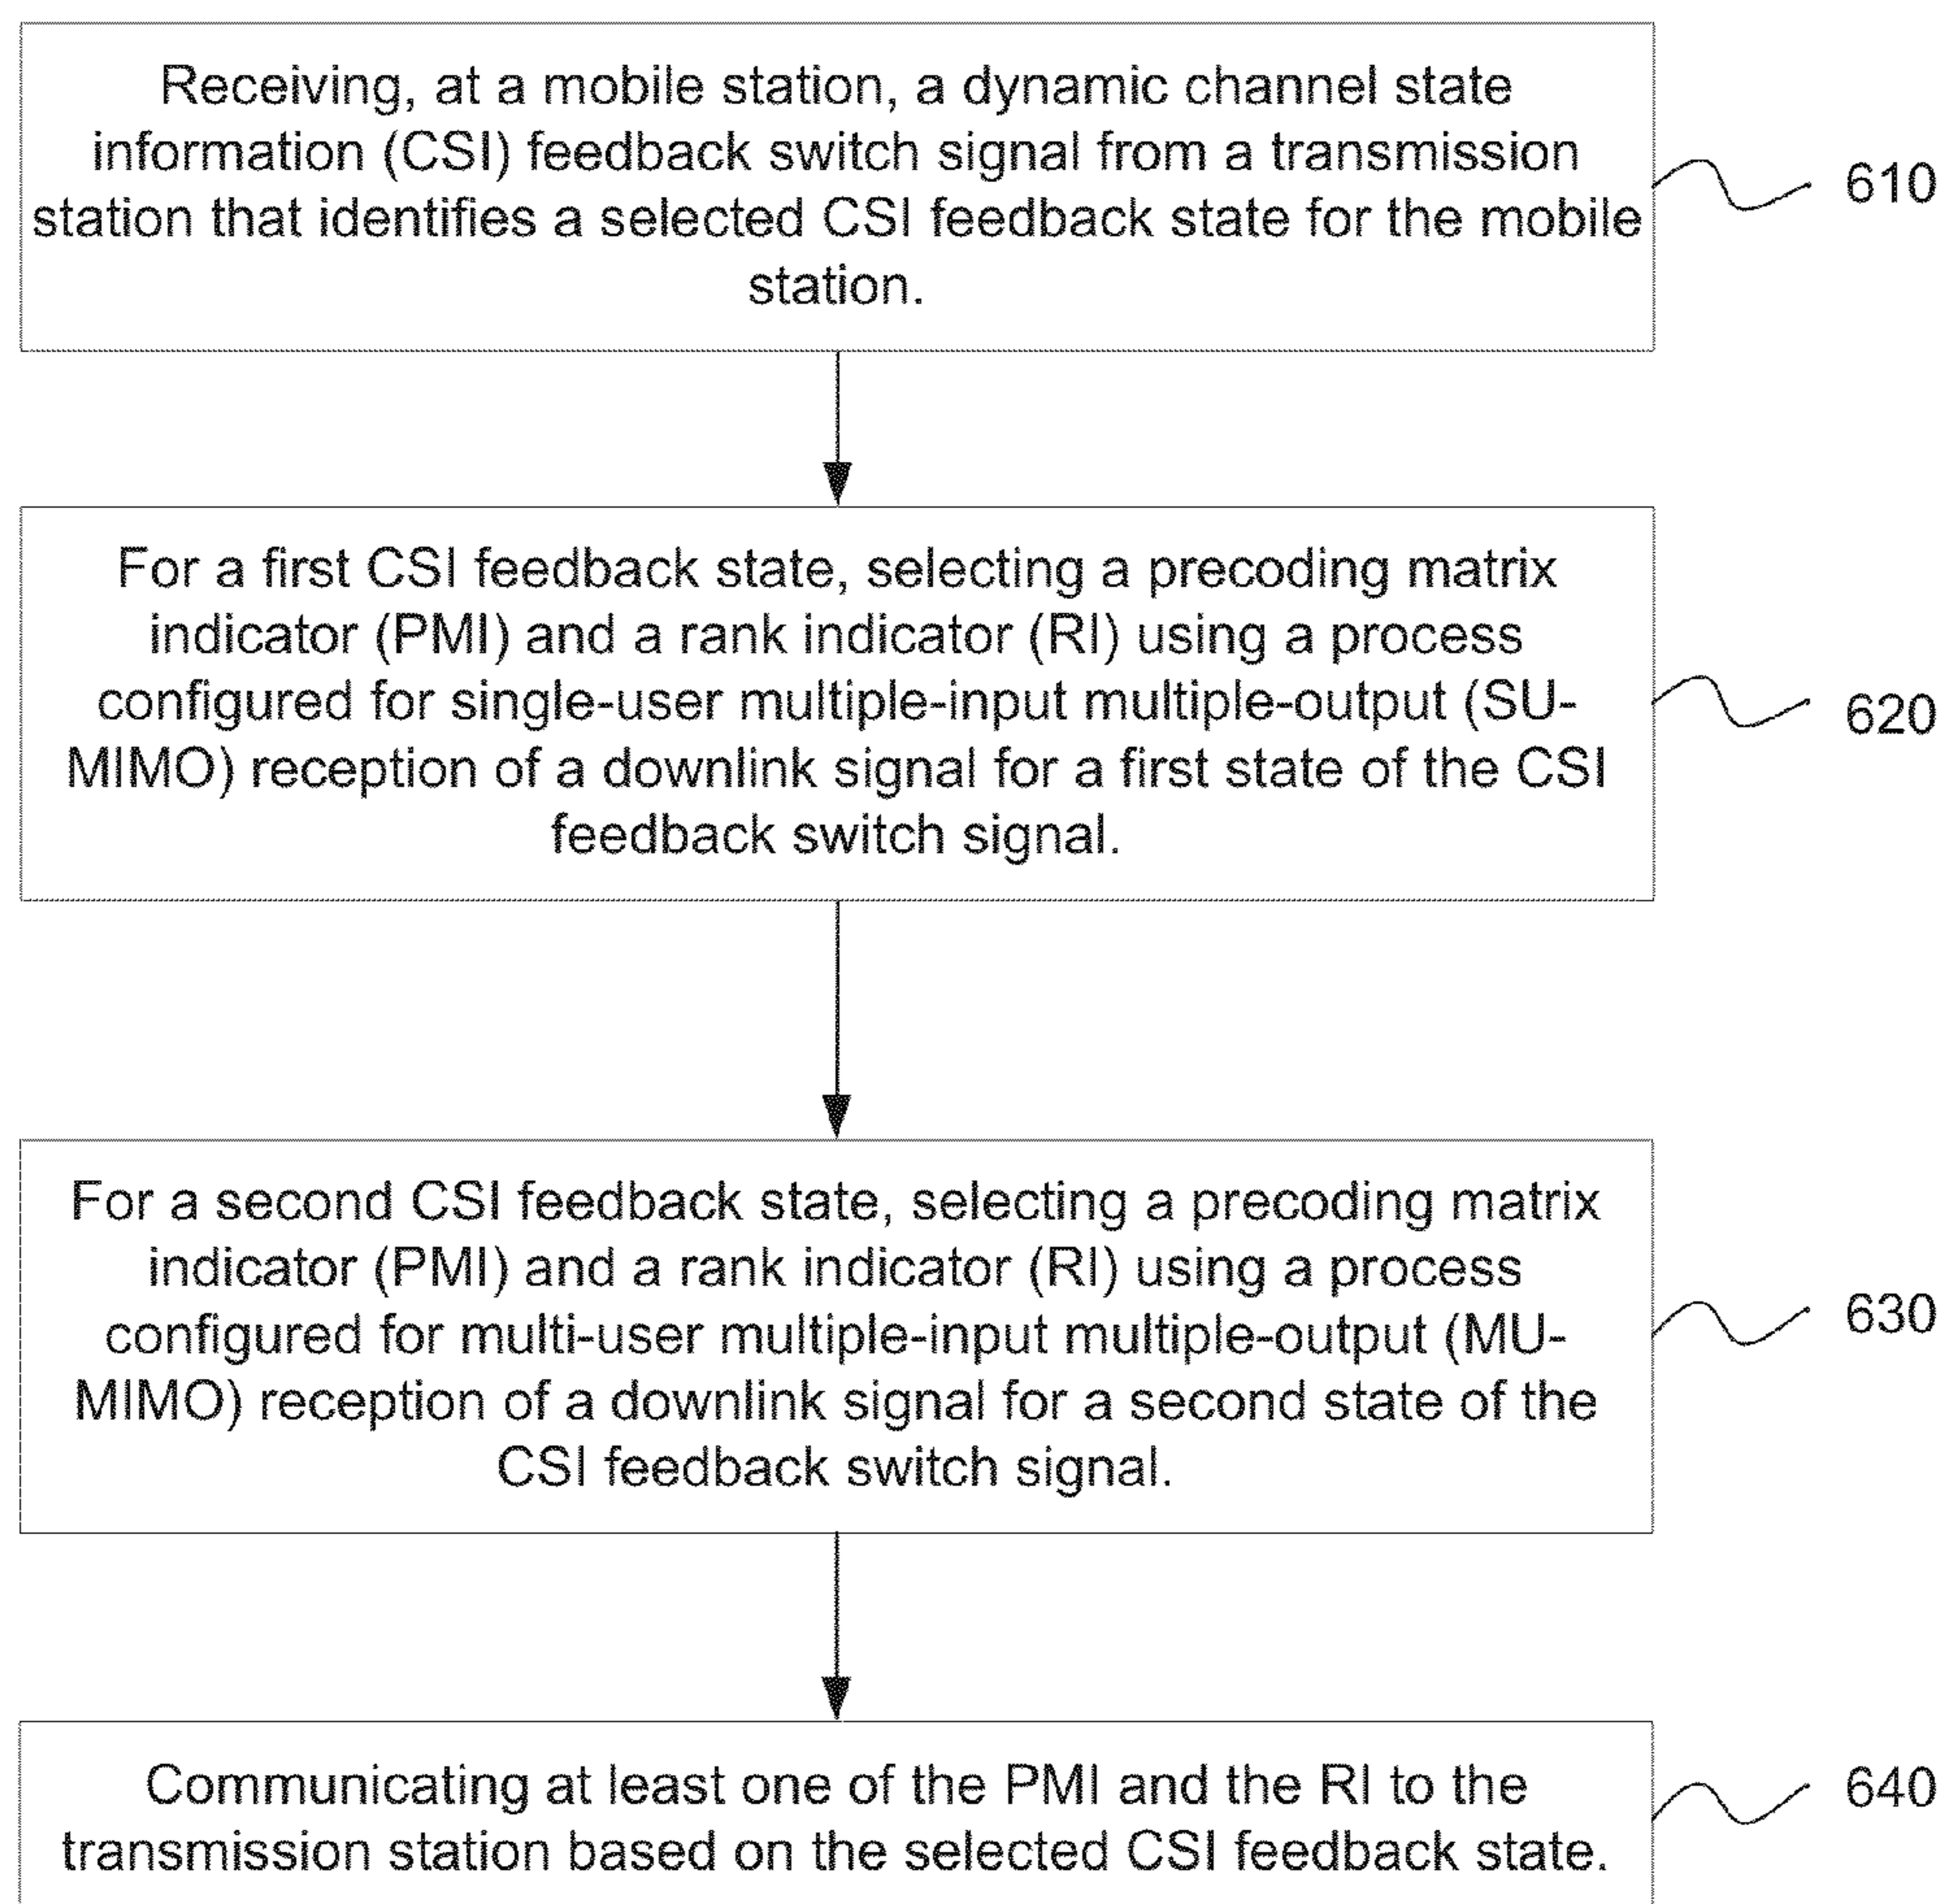 Receiving, at a mobile station, a dynamic channel state
information (CSI) feedback switch signal from a transmission
station that identifies a selected CSI feedback state for the mobile
station.
610
For a first CSI feedback state, selecting a precoding matrix
indicator (PMI) and a rank indicator (RI) using a process
configured for single-user multiple-input multiple-output (SU-
MIMO) reception of a downlink signal for a first state of the CSI
feedback switch signal.
620
For a second CSI feedback state, selecting a precoding matrix
indicator (PMI) and a rank indicator (RI) using a process
configured for multi-user multiple-input multiple-output (MU-
MIMO) reception of a downlink signal for a second state of the
CSI feedback switch signal.
630
Communicating at least one of the PMI and the RI to the
transmission station based on the selected CSI feedback state.
640